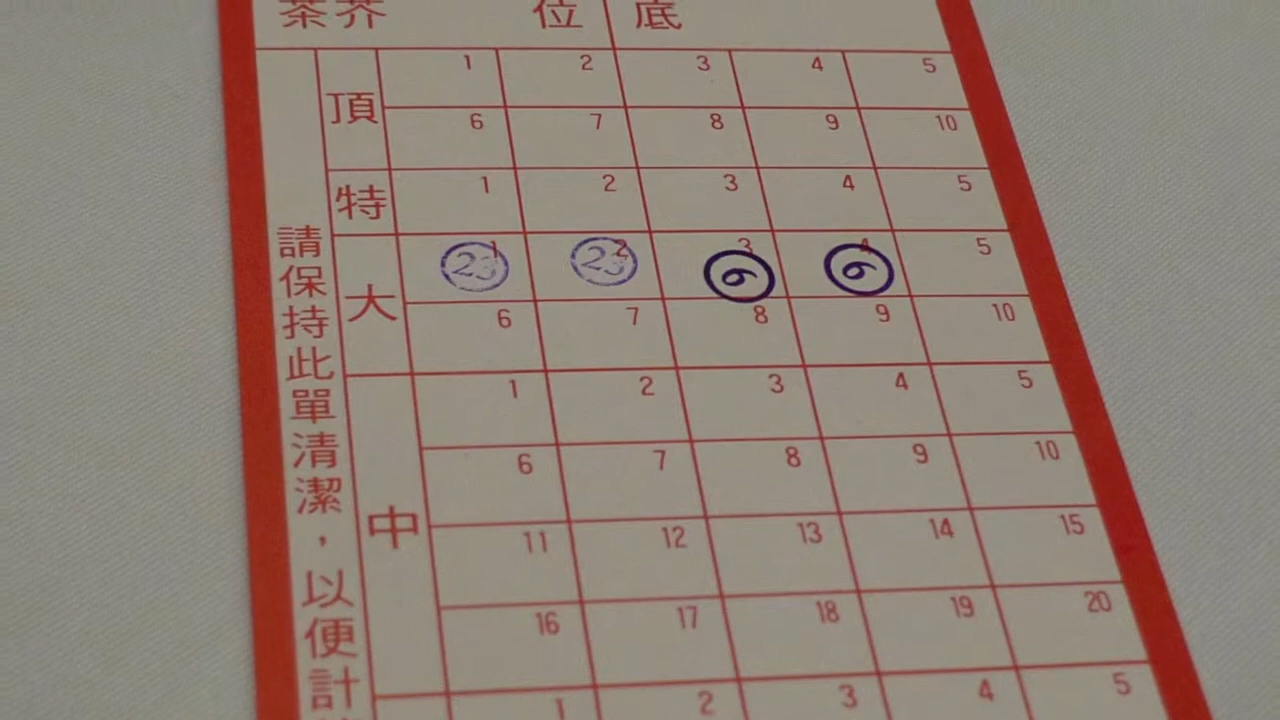 茶芥 位 底
頂 1 2 3 4 5
6 7 8 9 10
特 1 2 3 4 5
大 1 2 3 4 5
23 23 6 6
6 7 8 9 10
中 1 2 3 4 5
6 7 8 9 10
11 12 13 14 15
16 17 18 19 20
1 2 3 4 5
請保持此單清潔，以便計